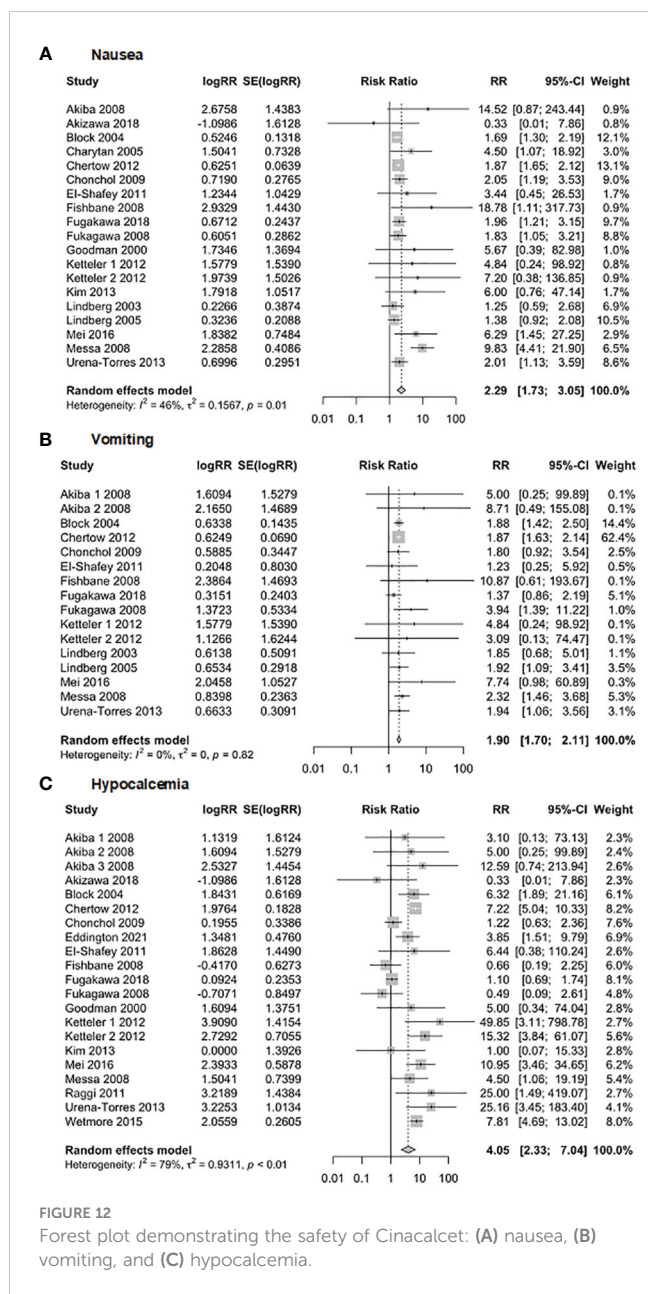 A Nausea
Study logRR SE(logRR) Risk Ratio RR 95%-CI Weight
Akiba 2008 2.6758 1.4383 14.52 [0.87; 243.44] 0.9%
Akizawa 2018 -1.0986 1.6128 0.33 [0.01; 7.86] 0.8%
Block 2004 0.5246 0.1318 1.69 [1.30; 2.19] 12.1%
Charytan 2005 1.5041 0.7328 4.50 [1.07; 18.92] 3.0%
Chertow 2012 0.6251 0.0639 1.87 [1.65; 2.12] 13.1%
Chonchol 2009 0.7190 0.2765 2.05 [1.19; 3.53] 9.0%
El-Shafey 2011 1.2344 1.0429 3.44 [0.45; 26.53] 1.7%
Fishbane 2008 2.9329 1.4430 18.78 [1.11; 317.73] 0.9%
Fugakawa 2018 0.6712 0.2437 1.96 [1.21; 3.15] 9.7%
Fukagawa 2008 0.6051 0.2862 1.83 [1.05; 3.21] 8.8%
Goodman 2000 1.7346 1.3694 5.67 [0.39; 82.98] 1.0%
Ketteler 1 2012 1.5779 1.5390 4.84 [0.24; 98.92] 0.8%
Ketteler 2 2012 1.9739 1.5026 7.20 [0.38; 136.85] 0.8%
Kim 2013 1.7918 1.0517 6.00 [0.76; 47.14] 1.7%
Lindberg 2003 0.2266 0.3874 1.25 [0.59; 2.68] 6.9%
Lindberg 2005 0.3236 0.2088 1.38 [0.92; 2.08] 10.5%
Mei 2016 1.8382 0.7484 6.29 [1.45; 27.25] 2.9%
Messa 2008 2.2858 0.4086 9.83 [4.41; 21.90] 6.5%
Urena-Torres 2013 0.6996 0.2951 2.01 [1.13; 3.59] 8.6%
Random effects model 2.29 [1.73; 3.05] 100.0%
Heterogeneity: I² = 46%, τ² = 0.1567, p = 0.01
0.01 0.1 1 10 100
B Vomiting
Study logRR SE(logRR) Risk Ratio RR 95%-CI Weight
Akiba 1 2008 1.6094 1.5279 5.00 [0.25; 99.89] 0.1%
Akiba 2 2008 2.1650 1.4689 8.71 [0.49; 155.08] 0.1%
Block 2004 0.6338 0.1435 1.88 [1.42; 2.50] 14.4%
Chertow 2012 0.6249 0.0690 1.87 [1.63; 2.14] 62.4%
Chonchol 2009 0.5885 0.3447 1.80 [0.92; 3.54] 2.5%
El-Shafey 2011 0.2048 0.8030 1.23 [0.25; 5.92] 0.5%
Fishbane 2008 2.3864 1.4693 10.87 [0.61; 193.67] 0.1%
Fugakawa 2018 0.3151 0.2403 1.37 [0.86; 2.19] 5.1%
Fukagawa 2008 1.3723 0.5334 3.94 [1.39; 11.22] 1.0%
Ketteler 1 2012 1.5779 1.5390 4.84 [0.24; 98.92] 0.1%
Ketteler 2 2012 1.1266 1.6244 3.09 [0.13; 74.47] 0.1%
Lindberg 2003 0.6138 0.5091 1.85 [0.68; 5.01] 1.1%
Lindberg 2005 0.6534 0.2918 1.92 [1.09; 3.41] 3.5%
Mei 2016 2.0458 1.0527 7.74 [0.98; 60.89] 0.3%
Messa 2008 0.8398 0.2363 2.32 [1.46; 3.68] 5.3%
Urena-Torres 2013 0.6633 0.3091 1.94 [1.06; 3.56] 3.1%
Random effects model 1.90 [1.70; 2.11] 100.0%
Heterogeneity: I² = 0%, τ² = 0, p = 0.82
0.01 0.1 1 10 100
C Hypocalcemia
Study logRR SE(logRR) Risk Ratio RR 95%-CI Weight
Akiba 1 2008 1.1319 1.6124 3.10 [0.13; 73.13] 2.3%
Akiba 2 2008 1.6094 1.5279 5.00 [0.25; 99.89] 2.4%
Akiba 3 2008 2.5327 1.4454 12.59 [0.74; 213.94] 2.6%
Akizawa 2018 -1.0986 1.6128 0.33 [0.01; 7.86] 2.3%
Block 2004 1.8431 0.6169 6.32 [1.89; 21.16] 6.1%
Chertow 2012 1.9764 0.1828 7.22 [5.04; 10.33] 8.2%
Chonchol 2009 0.1955 0.3386 1.22 [0.63; 2.36] 7.6%
Eddington 2021 1.3481 0.4760 3.85 [1.51; 9.79] 6.9%
El-Shafey 2011 1.8628 1.4490 6.44 [0.38; 110.24] 2.6%
Fishbane 2008 -0.4170 0.6273 0.66 [0.19; 2.25] 6.0%
Fugakawa 2018 0.0924 0.2353 1.10 [0.69; 1.74] 8.1%
Fukagawa 2008 -0.7071 0.8497 0.49 [0.09; 2.61] 4.8%
Goodman 2000 1.6094 1.3751 5.00 [0.34; 74.04] 2.8%
Ketteler 1 2012 3.9090 1.4154 49.85 [3.11; 798.78] 2.7%
Ketteler 2 2012 2.7292 0.7055 15.32 [3.84; 61.07] 5.6%
Kim 2013 0.0000 1.3926 1.00 [0.07; 15.33] 2.8%
Mei 2016 2.3933 0.5878 10.95 [3.46; 34.65] 6.2%
Messa 2008 1.5041 0.7399 4.50 [1.06; 19.19] 5.4%
Raggi 2011 3.2189 1.4384 25.00 [1.49; 419.07] 2.7%
Urena-Torres 2013 3.2253 1.0134 25.16 [3.45; 183.40] 4.1%
Wetmore 2015 2.0559 0.2605 7.81 [4.69; 13.02] 8.0%
Random effects model 4.05 [2.33; 7.04] 100.0%
Heterogeneity: I² = 79%, τ² = 0.9311, p < 0.01
0.01 0.1 1 10 100
FIGURE 12
Forest plot demonstrating the safety of Cinacalcet: (A) nausea, (B)
vomiting, and (C) hypocalcemia.